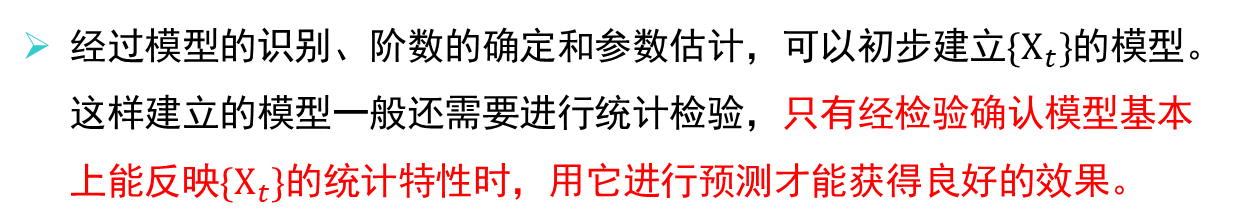 经过模型的识别、阶数的确定和参数估计，可以初步建立{X_t}的模型。
这样建立的模型一般还需要进行统计检验，只有经检验确认模型基本
上能反映{X_t}的统计特性时，用它进行预测才能获得良好的效果。